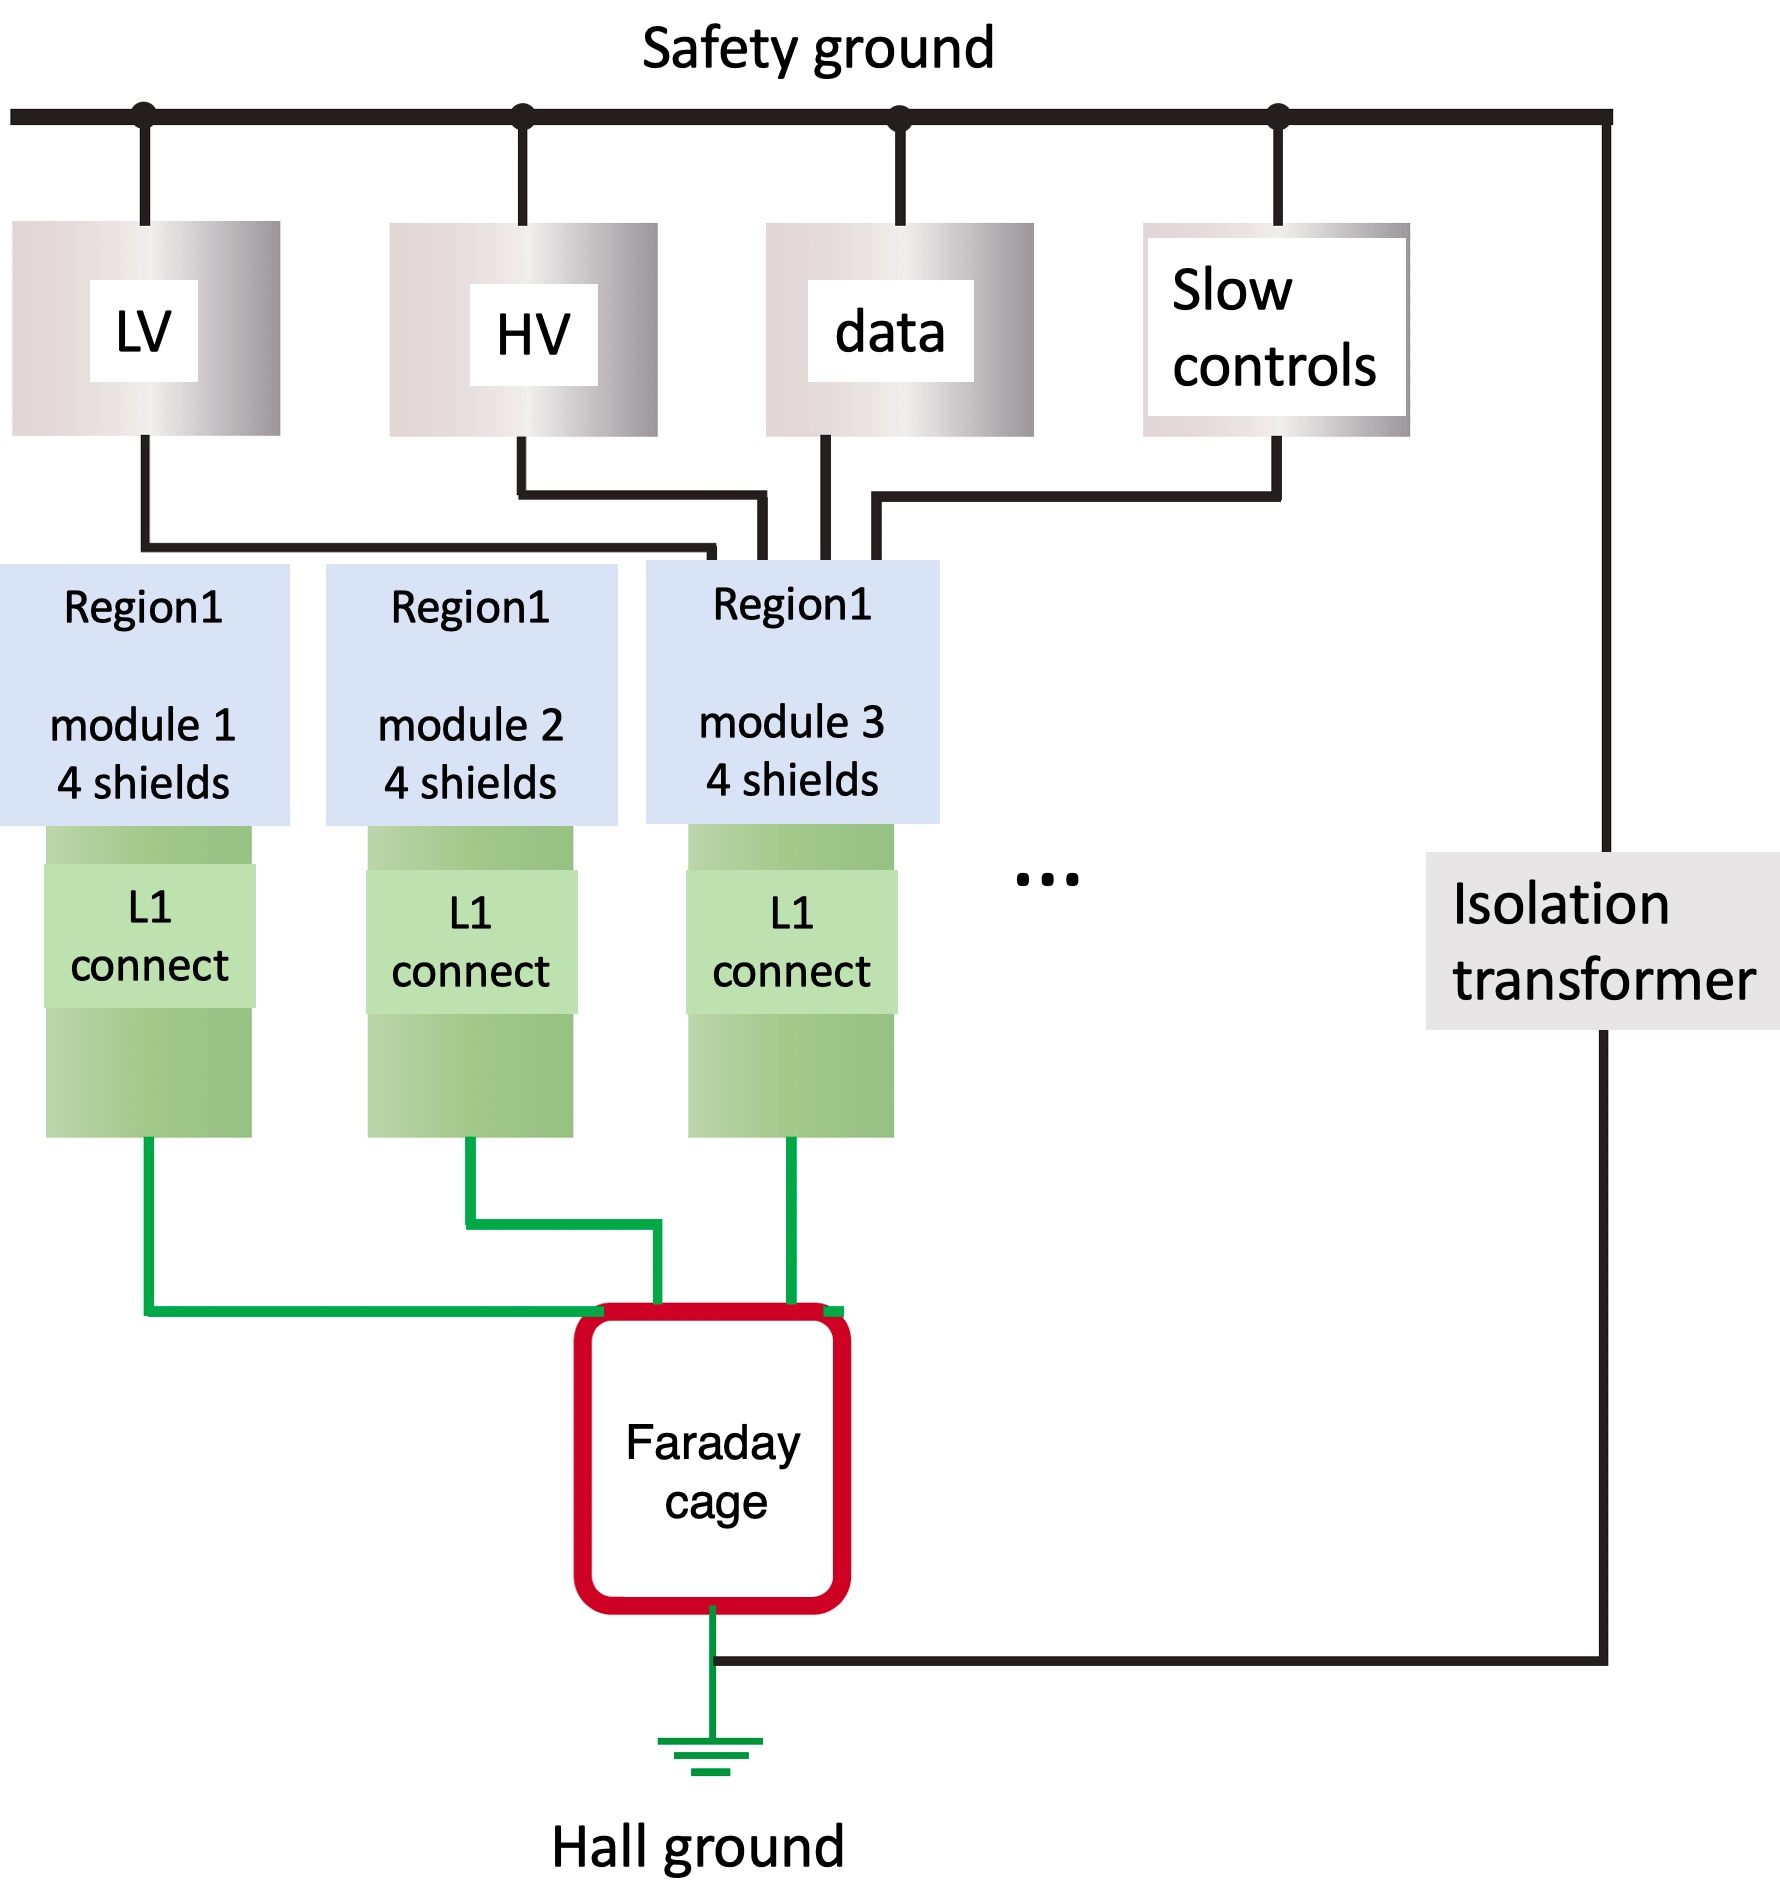 Safety ground
LV
HV
data
Slow
controls
Region1
module 1
4 shields
Region1
module 2
4 shields
Region1
module 3
4 shields
L1
connect
L1
connect
L1
connect
...
Isolation
transformer
Faraday
cage
Hall ground